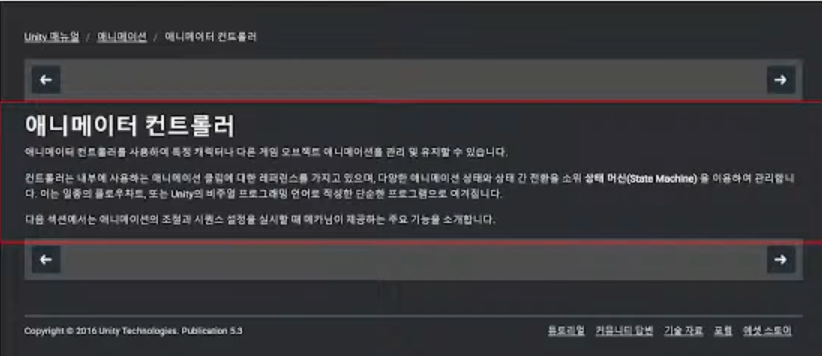 Unity 매뉴얼 / 애니메이션 / 애니메이터 컨트롤러
애니메이터 컨트롤러
애니메이터 컨트롤러를 사용하여 특정 캐릭터나 다른 게임 오브젝트 애니메이션를 관리 및 유지할 수 있습니다.
컨트롤러는 내부에 사용하는 애니메이션 클립에 대한 레퍼런스를 가지고 있으며, 다양한 애니메이션 상태와 상태 간 전환을 소위 상태 머신(State Machine) 을 이용하여 관리합니
다. 이는 일종의 플로우차트, 또는 Unity의 비주얼 프로그래밍 언어로 작성한 단순한 프로그램으로 여겨집니다.
다음 섹션에서는 애니메이션의 조절과 시퀀스 설정을 실시할 때 메카님이 제공하는 주요 기능을 소개합니다.
Copyright © 2016 Unity Technologies. Publication 5.3
튜토리얼 커뮤니티 답변 기술 자료 포럼 에셋 스토어